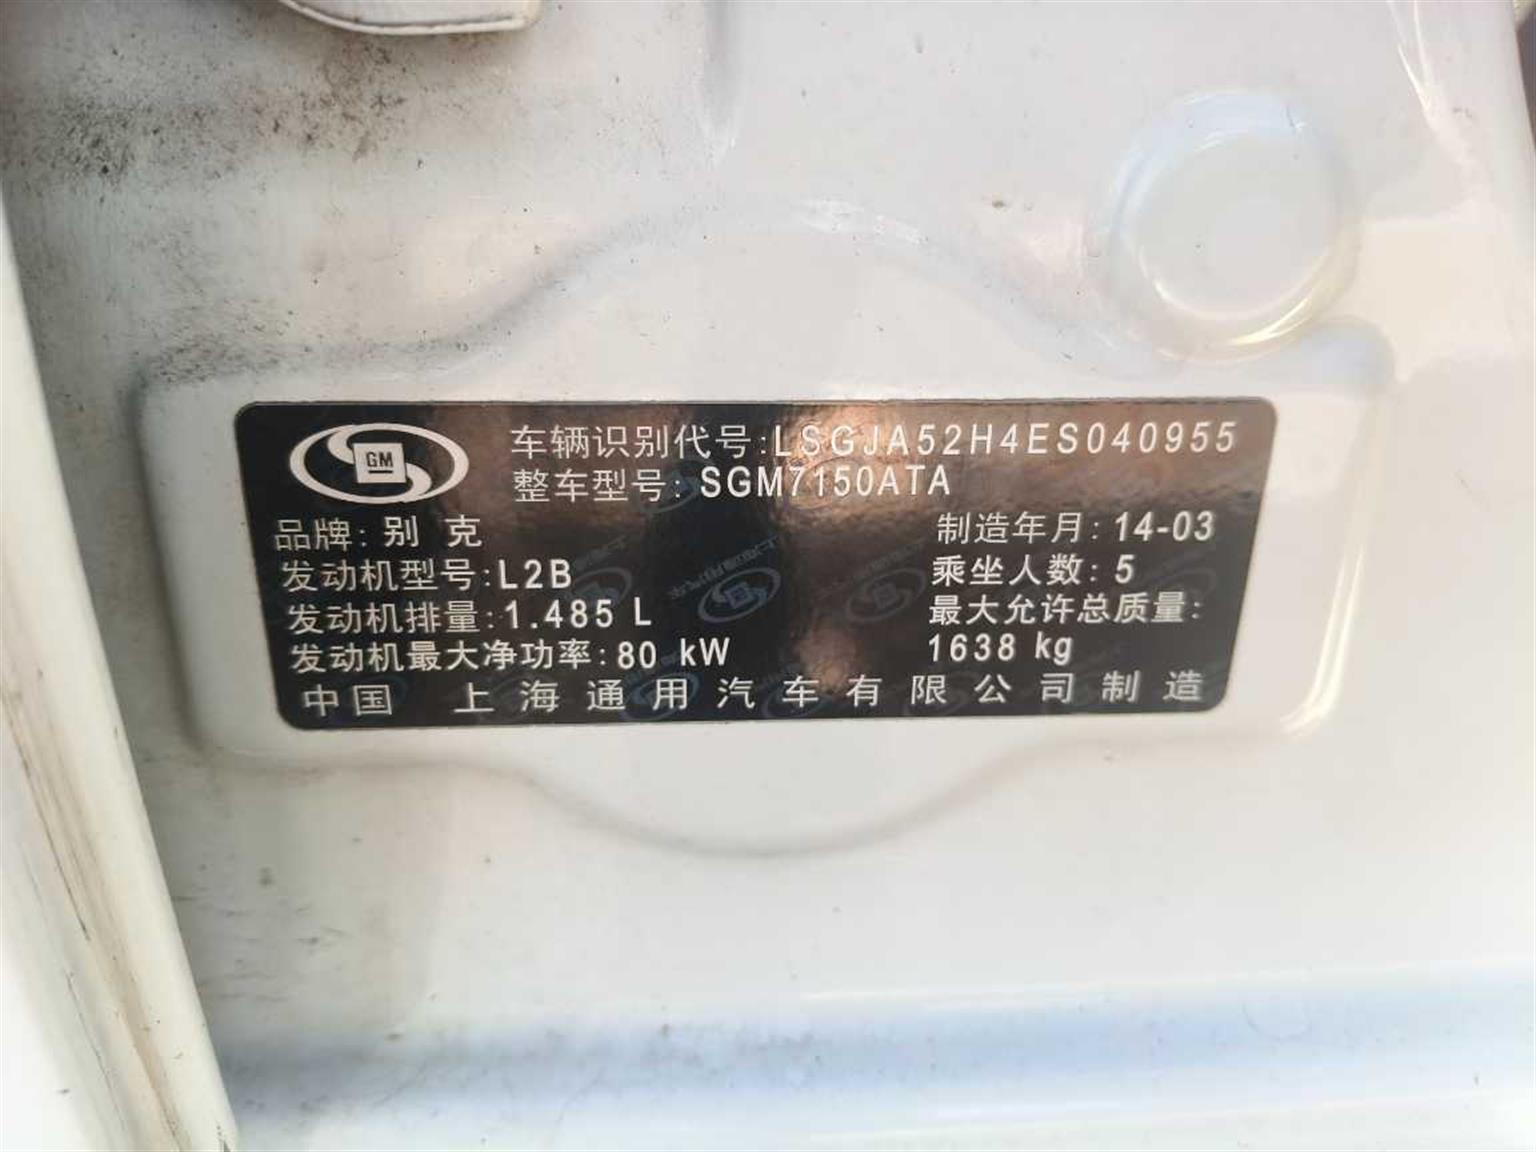 GM
车辆识别代号:LSGJA52H4ES040955
整车型号: SGM7150ATA
品牌: 别 克
制造年月: 14-03
发动机型号:L2B
乘坐人数: 5
发动机排量:1.485 L
最大允许总质量:
发动机最大净功率:80 kW
1638 kg
中国 上海通用汽车有限公司制造